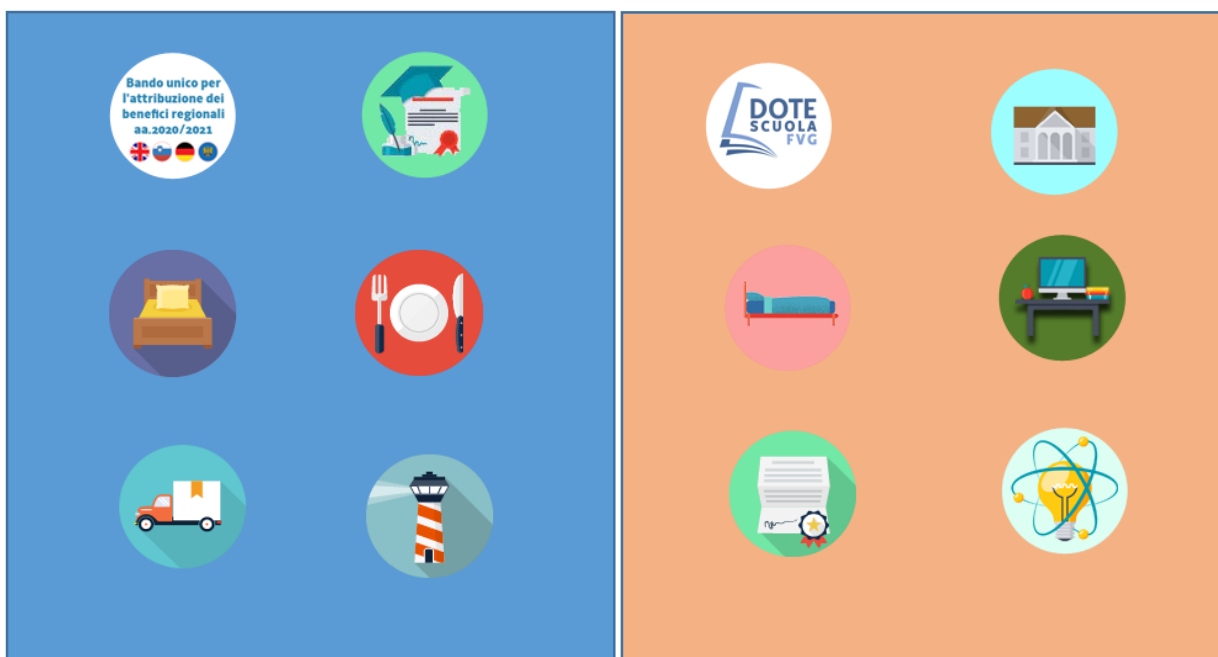 Bando unico per
l'attribuzione dei
benefici regionali
aa.2020/2021
DOTE
SCUOLA
FVG